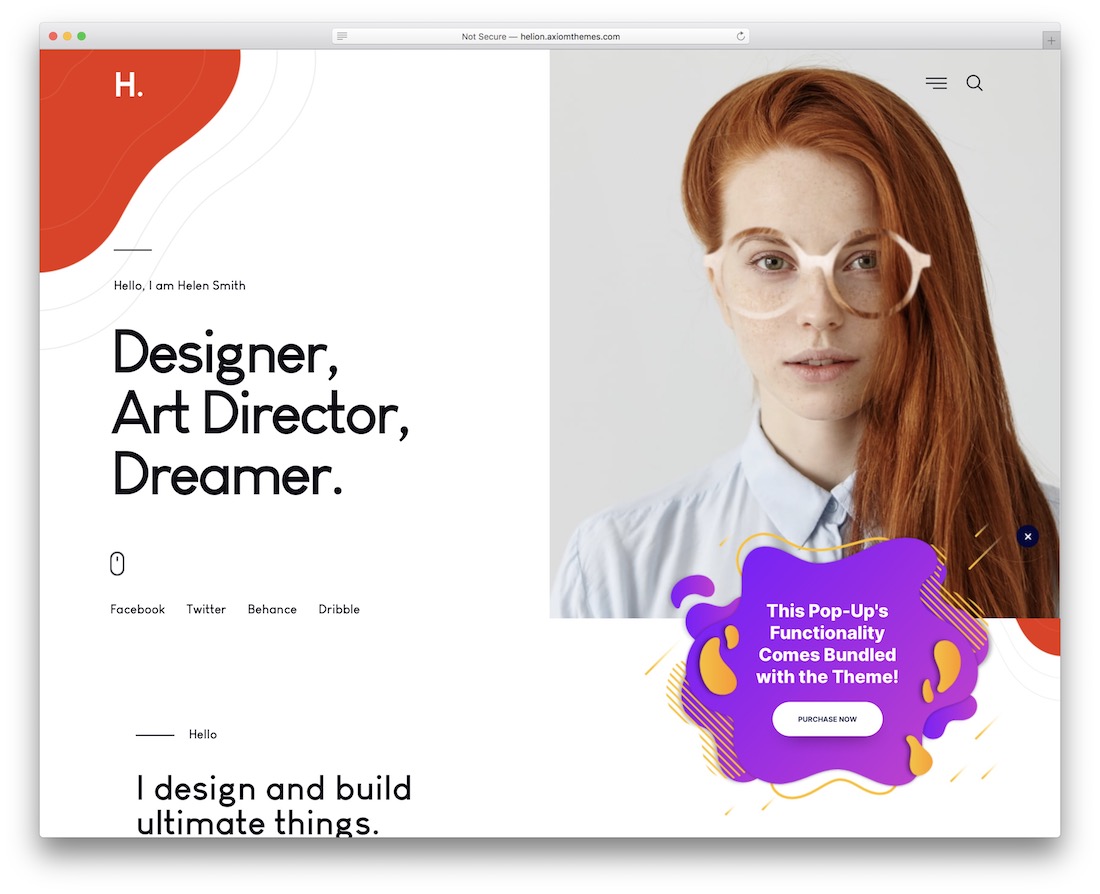 Not Secure — helion.axiomthemes.com
H.
Hello, I am Helen Smith
Designer,
Art Director,
Dreamer.
Facebook Twitter Behance Dribble
This Pop-Up's
Functionality
Comes Bundled
with the Theme!
PURCHASE NOW
Hello
I design and build
ultimate things.